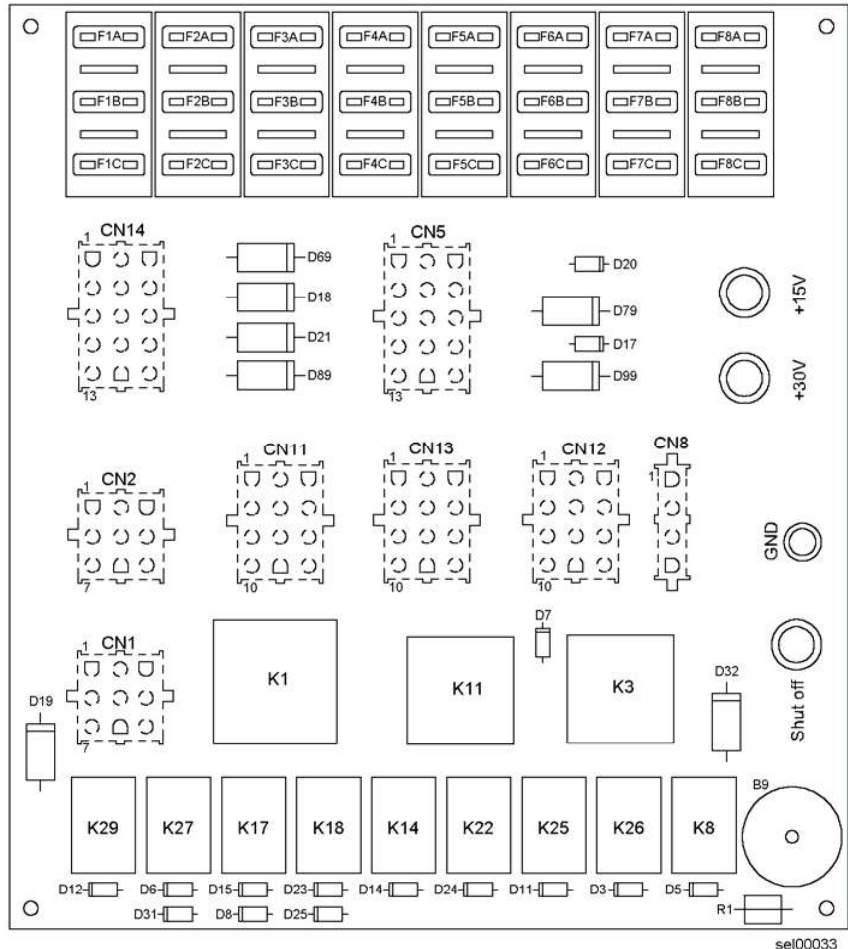 F1A F2A F3A F4A F5A F6A F7A F8A
F1B F2B F3B F4B F5B F6B F7B F8B
F1C F2C F3C F4C F5C F6C F7C F8C
CN14 CN5
1 1
D69 D20
D18 D79 +15V
D21 D17
D89 D99 +30V
13 13
CN11 CN13 CN12 CN8
CN2 1 1 1 1
1
GND
7 10 10 10
CN1 D7
1
K1 K11 K3
D19 D32
7 Shut off
B9
K29 K27 K17 K18 K14 K22 K25 K26 K8
D12 D6 D15 D23 D14 D24 D11 D3 D5
D31 D8 D25 R1
sel00033